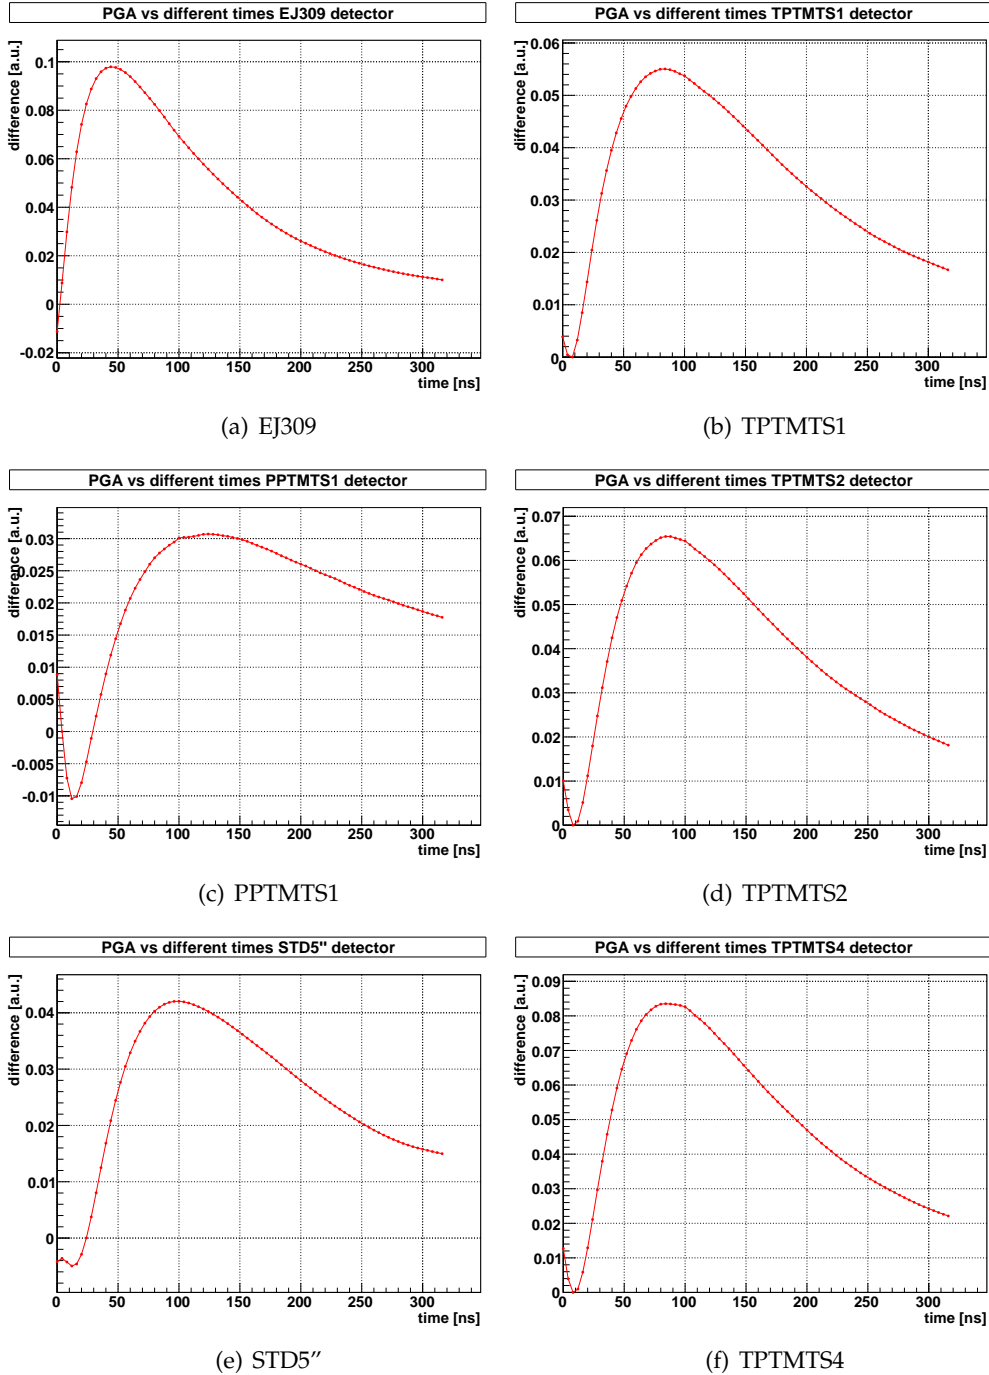 PGA vs different times EJ309 detector
difference [a.u.]
0.1
0.08
0.06
0.04
0.02
0
-0.02
0 50 100 150 200 250 300
time [ns]
(a) EJ309
PGA vs different times TPTMTS1 detector
difference [a.u.]
0.06
0.05
0.04
0.03
0.02
0.01
0
0 50 100 150 200 250 300
time [ns]
(b) TPTMTS1
PGA vs different times PPTMTS1 detector
difference [a.u.]
0.03
0.025
0.02
0.015
0.01
0.005
0
-0.005
-0.01
0 50 100 150 200 250 300
time [ns]
(c) PPTMTS1
PGA vs different times TPTMTS2 detector
difference [a.u.]
0.07
0.06
0.05
0.04
0.03
0.02
0.01
0
0 50 100 150 200 250 300
time [ns]
(d) TPTMTS2
PGA vs different times STD5" detector
difference [a.u.]
0.04
0.03
0.02
0.01
0
0 50 100 150 200 250 300
time [ns]
(e) STD5″
PGA vs different times TPTMTS4 detector
difference [a.u.]
0.09
0.08
0.07
0.06
0.05
0.04
0.03
0.02
0.01
0
0 50 100 150 200 250 300
time [ns]
(f) TPTMTS4